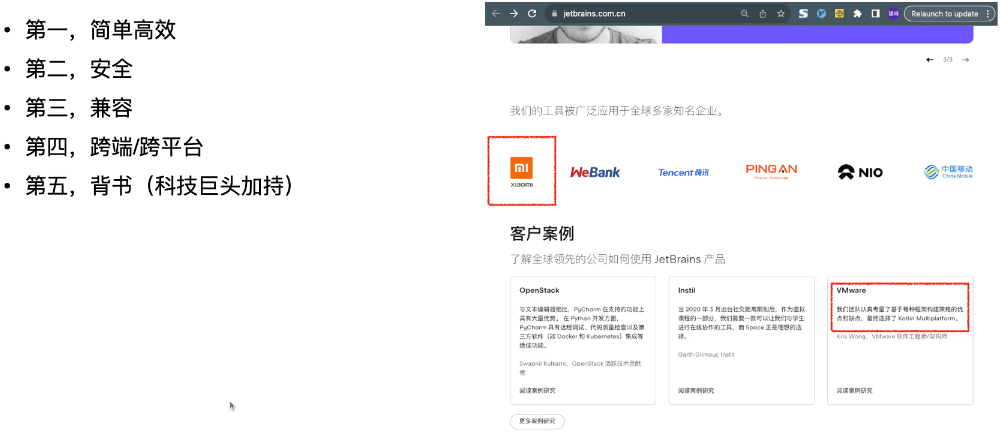 • 第一，简单高效
• 第二，安全
• 第三，兼容
• 第四，跨端/跨平台
• 第五，背书（科技巨头加持）
jetbrains.com.cn
Relaunch to update
3/3
我们的工具被广泛应用于全球多家知名企业。
mi
xiaomi
WeBank
Tencent 腾讯
PINGAN
NIO
中国移动
China Mobile
客户案例
了解全球领先的公司如何使用 JetBrains 产品
OpenStack
与文本编辑器相比，PyCharm 在支持的功能上
具有大量优势。在 Python 开发方面，
PyCharm 具有远程调试、代码质量检查以及第
三方软件（如 Docker 和 Kubernetes）集成等
绝佳功能。
Swapnil Kulkarni，OpenStack 活跃技术贡献
者
阅读案例研究
Instil
当 2020 年 3 月出台社交距离限制后，作为虚拟
课程的一部分，我们需要一款可以让我们与学生
进行在线协作的工具，而 Space 正是理想的选
择。
Garth Gilmour, Instil
阅读案例研究
VMware
我们团队认真考量了基于每种框架构建策略的优
点和缺点，最终选择了 Kotlin Multiplatform。
Kris Wong，VMware 软件工程师/架构师
阅读案例研究
更多案例研究